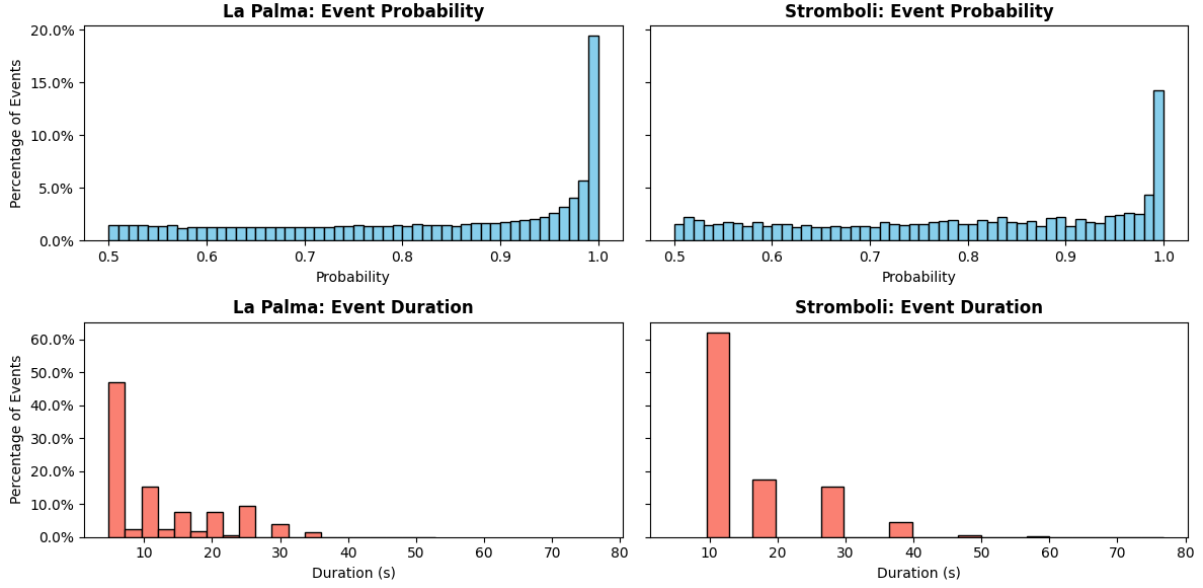 La Palma: Event Probability
Stromboli: Event Probability
20.0%
15.0%
10.0%
5.0%
0.0%
Percentage of Events
0.5 0.6 0.7 0.8 0.9 1.0
0.5 0.6 0.7 0.8 0.9 1.0
Probability
Probability
La Palma: Event Duration
Stromboli: Event Duration
60.0%
50.0%
40.0%
30.0%
20.0%
10.0%
0.0%
Percentage of Events
10 20 30 40 50 60 70 80
10 20 30 40 50 60 70 80
Duration (s)
Duration (s)